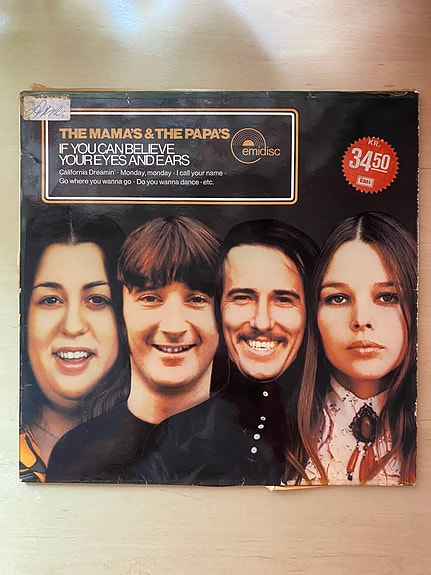 THE MAMA'S & THE PAPA'S
IF YOU CAN BELIEVE
YOUR EYES AND EARS
California Dreamin' · Monday, monday · I call your name ·
Go where you wanna go · Do you wanna dance · etc.
emidisc
KR.
34.50
EMI